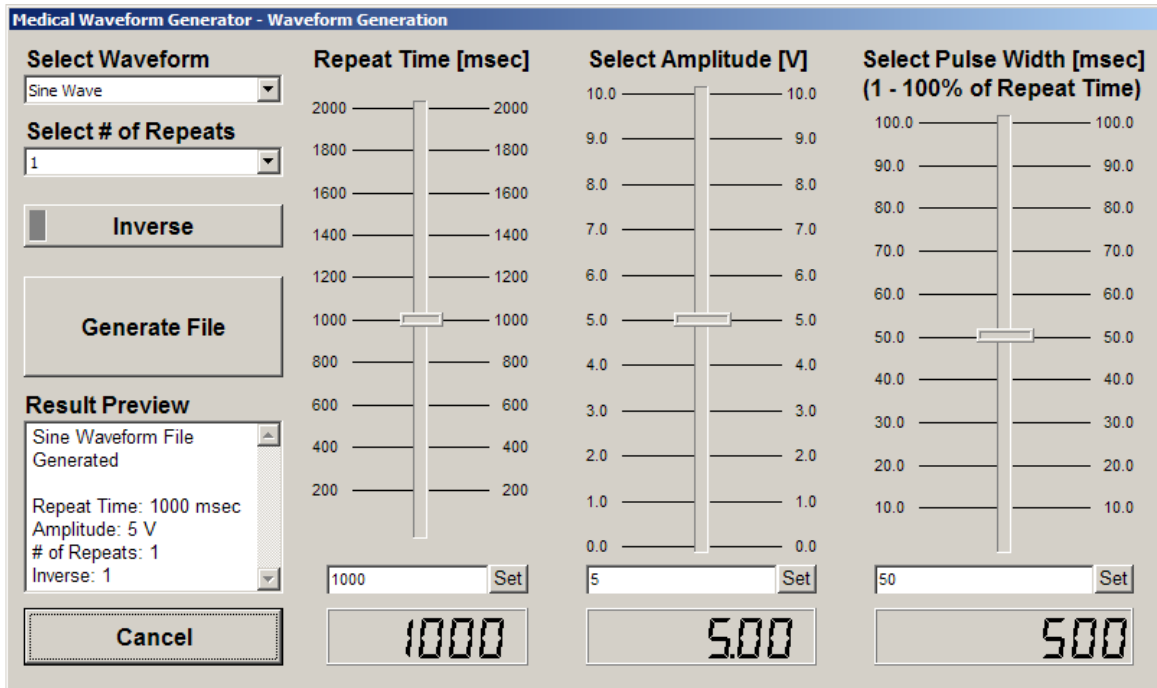 Medical Waveform Generator - Waveform Generation
Select Waveform
Sine Wave
Select # of Repeats
1
Inverse
Generate File
Result Preview
Sine Waveform File
Generated
Repeat Time: 1000 msec
Amplitude: 5 V
# of Repeats: 1
Inverse: 1
Cancel
Repeat Time [msec]
2000 2000
1800 1800
1600 1600
1400 1400
1200 1200
1000 1000
800 800
600 600
400 400
200 200
1000 Set
1000
Select Amplitude [V]
10.0 10.0
9.0 9.0
8.0 8.0
7.0 7.0
6.0 6.0
5.0 5.0
4.0 4.0
3.0 3.0
2.0 2.0
1.0 1.0
0.0 0.0
5 Set
5.00
Select Pulse Width [msec]
(1 - 100% of Repeat Time)
100.0 100.0
90.0 90.0
80.0 80.0
70.0 70.0
60.0 60.0
50.0 50.0
40.0 40.0
30.0 30.0
20.0 20.0
10.0 10.0
50 Set
500